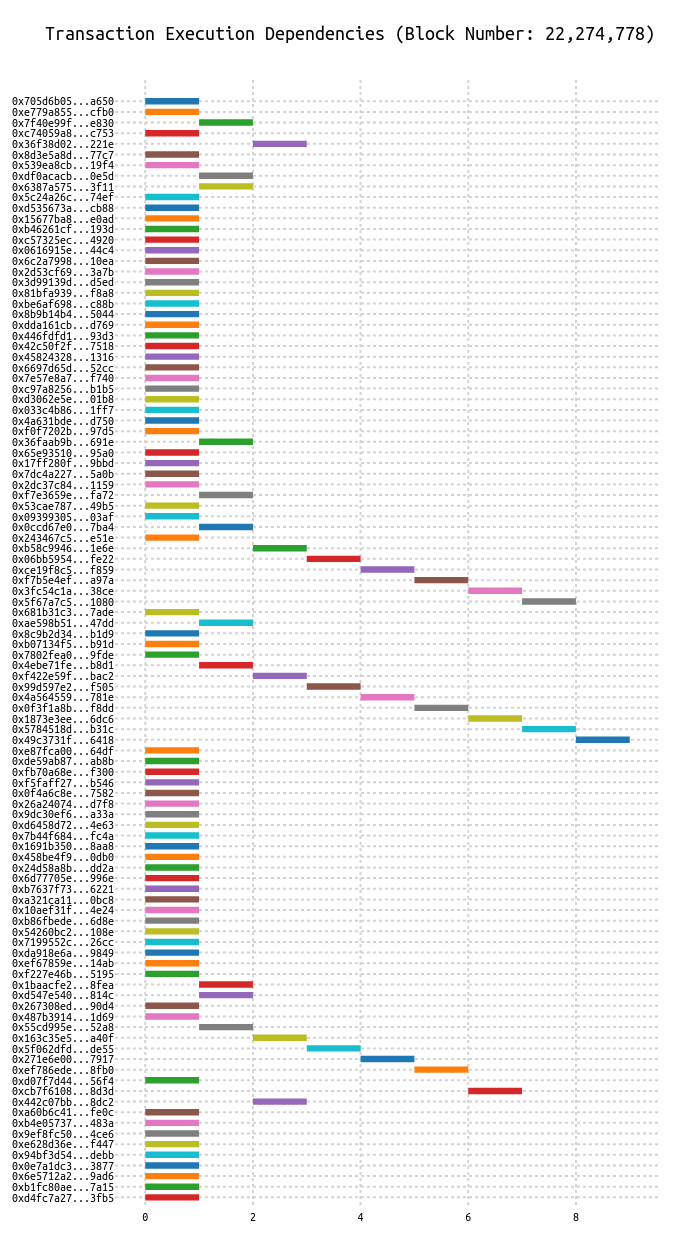 Transaction Execution Dependencies (Block Number: 22,274,778)
0x705d6b05...a650
0xe779a855...cfb0
0x7f40e99f...e830
0xc74059a8...c753
0x36f38d02...221e
0x8d3e5a8d...77c7
0x539ea8cb...19f4
0xdf0acacb...0e5d
0x6387a575...3f11
0x5c24a26c...74ef
0xd535673a...cb88
0x15677ba8...e0ad
0xb46261cf...193d
0xc57325ec...4920
0x0616915e...44c4
0x6c2a7998...10ea
0x2d53cf69...3a7b
0x3d99139d...d5ed
0x81bfa939...f8a8
0xbe6af698...c88b
0x8b9b14b4...5044
0xdda161cb...d769
0x446fdfd1...93d3
0x42c50f2f...7518
0x45824328...1316
0x6697d65d...52cc
0x7e57e8a7...f740
0xc97a8256...b1b5
0xd3062e5e...01b8
0x033c4b86...1ff7
0x4a631bde...d750
0xf0f7202b...97d5
0x36faab9b...691e
0x65e93510...95a0
0x17ff280f...9bbd
0x7dc4a227...5a0b
0x2dc37c84...1159
0xf7e3659e...fa72
0x53cae787...49b5
0x09399305...03af
0x0ccd67e0...7ba4
0x243467c5...e51e
0xb58c9946...1e6e
0x06bb5954...fe22
0xce19f8c5...f859
0xf7b5e4ef...a97a
0x3fc54c1a...38ce
0x5f67a7c5...1080
0x681b31c3...7ade
0xae598b51...47dd
0x8c9b2d34...b1d9
0xb07134f5...b91d
0x7802fea0...9fde
0x4ebe71fe...b8d1
0xf422e59f...bac2
0x99d597e2...f505
0x4a564559...781e
0x0f3f1a8b...f8dd
0x1873e3ee...6dc6
0x5784518d...b31c
0x49c3731f...6418
0xe87fca00...64df
0xde59ab87...ab8b
0xfb70a68e...f300
0xf5faff27...b546
0x0f4a6c8e...7582
0x26a24074...d7f8
0x9dc30ef6...a33a
0xd6458d72...4e63
0x7b44f684...fc4a
0x1691b350...8aa8
0x458be4f9...0db0
0x24d58a8b...dd2a
0x6d77705e...996e
0xb7637f73...6221
0xa321ca11...0bc8
0x10aef31f...4e24
0xb86fbede...6d8e
0x54260bc2...108e
0x7199552c...26cc
0xda918e6a...9849
0xef67859e...14ab
0xf227e46b...5195
0x1baacfe2...8fea
0xd547e540...814c
0x267308ed...90d4
0x487b3914...1d69
0x55cd995e...52a8
0x163c35e5...a40f
0x5f062dfd...de55
0x271e6e00...7917
0xef786ede...8fb0
0xd07f7d44...56f4
0xcb7f6108...8d3d
0x442c07bb...8dc2
0xa60b6c41...fe0c
0xb4e05737...483a
0x9ef8fc50...4ce6
0xe628d36e...f447
0x94bf3d54...debb
0x0e7a1dc3...3877
0x6e5712a2...9ad6
0xb1fc80ae...7a15
0xd4fc7a27...3fb5
0 2 4 6 8